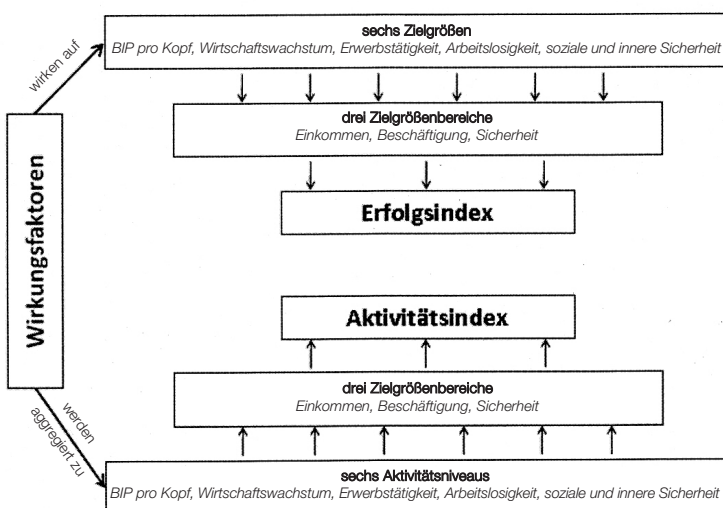 sechs Zielgrößen
BIP pro Kopf, Wirtschaftswachstum, Erwerbstätigkeit, Arbeitslosigkeit, soziale und innere Sicherheit
wirken auf
drei Zielgrößenbereiche
Einkommen, Beschäftigung, Sicherheit
Erfolgsindex
Wirkungsfaktoren
Aktivitätsindex
drei Zielgrößenbereiche
Einkommen, Beschäftigung, Sicherheit
werden
aggregiert zu
sechs Aktivitätsniveaus
BIP pro Kopf, Wirtschaftswachstum, Erwerbstätigkeit, Arbeitslosigkeit, soziale und innere Sicherheit